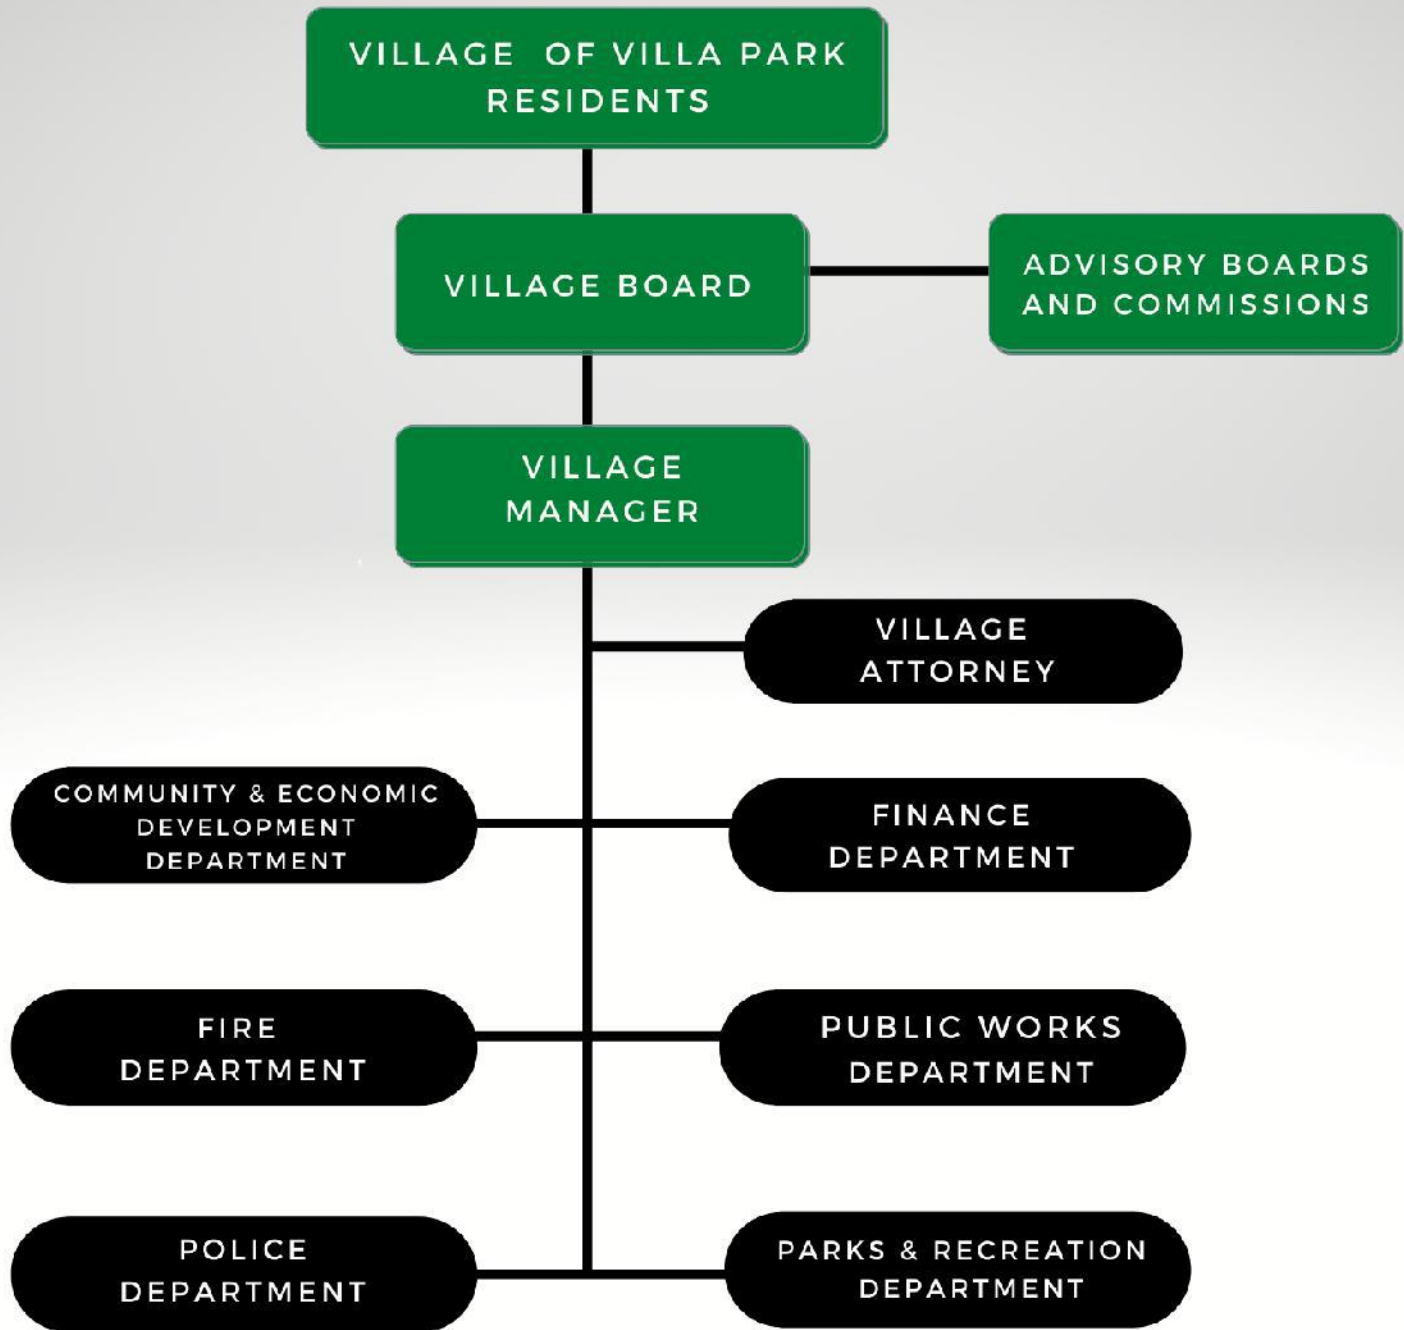 VILLAGE OF VILLA PARK
RESIDENTS
VILLAGE BOARD
ADVISORY BOARDS
AND COMMISSIONS
VILLAGE
MANAGER
VILLAGE
ATTORNEY
COMMUNITY & ECONOMIC
DEVELOPMENT
DEPARTMENT
FINANCE
DEPARTMENT
FIRE
DEPARTMENT
PUBLIC WORKS
DEPARTMENT
POLICE
DEPARTMENT
PARKS & RECREATION
DEPARTMENT